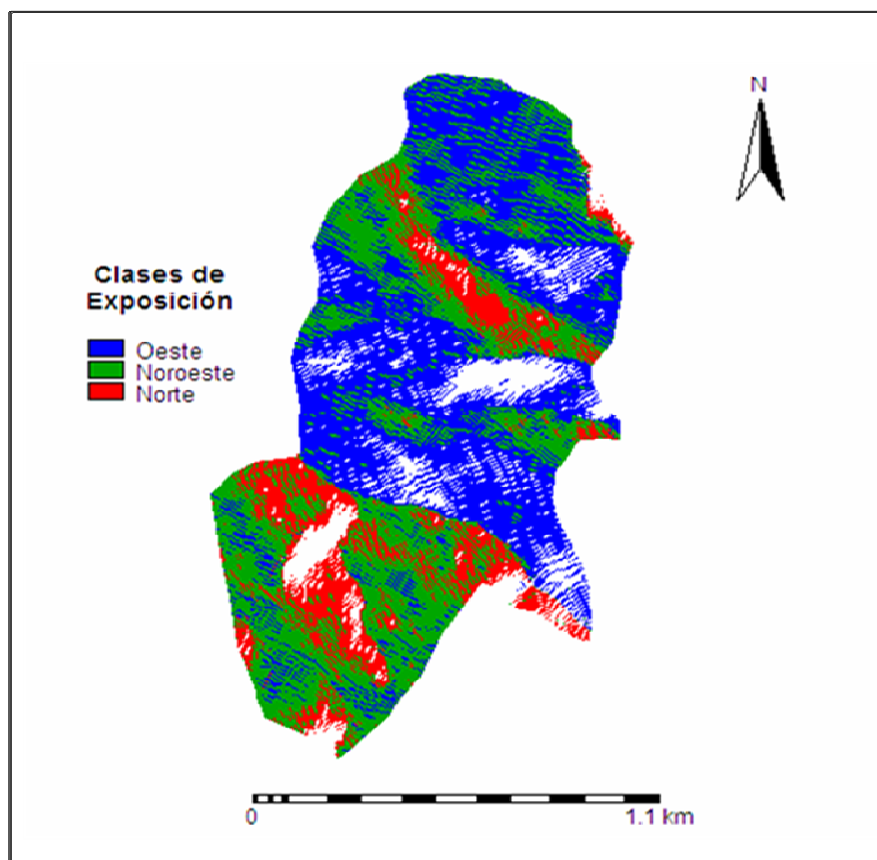 N
Clases de
Exposición
Oeste
Noroeste
Norte
0
1.1 km